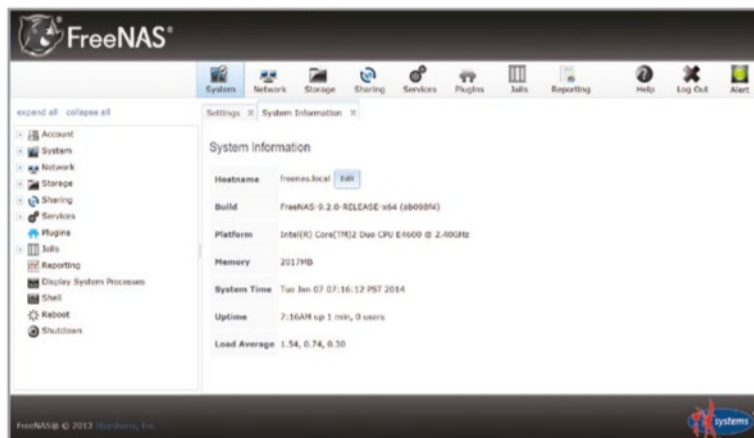 FreeNAS®
System Network Storage Sharing Services Plugins Jails Reporting Help Log Out Alert
expand all collapse all
Settings X System Information X
Account
System
Network
Storage
Sharing
Services
Plugins
Jails
Reporting
Display System Processes
Shell
Reboot
Shutdown
System Information
Hostname freenas.local Edit
Build FreeNAS-9.2.0-RELEASE-x64 (ab098f4)
Platform Intel(R) Core(TM)2 Duo CPU E4600 @ 2.40GHz
Memory 2017MB
System Time Tue Jan 07 07:16:12 PST 2014
Uptime 7:16AM up 1 min, 0 users
Load Average 1.54, 0.74, 0.30
FreeNAS® © 2013 iXsystems, Inc.
systems